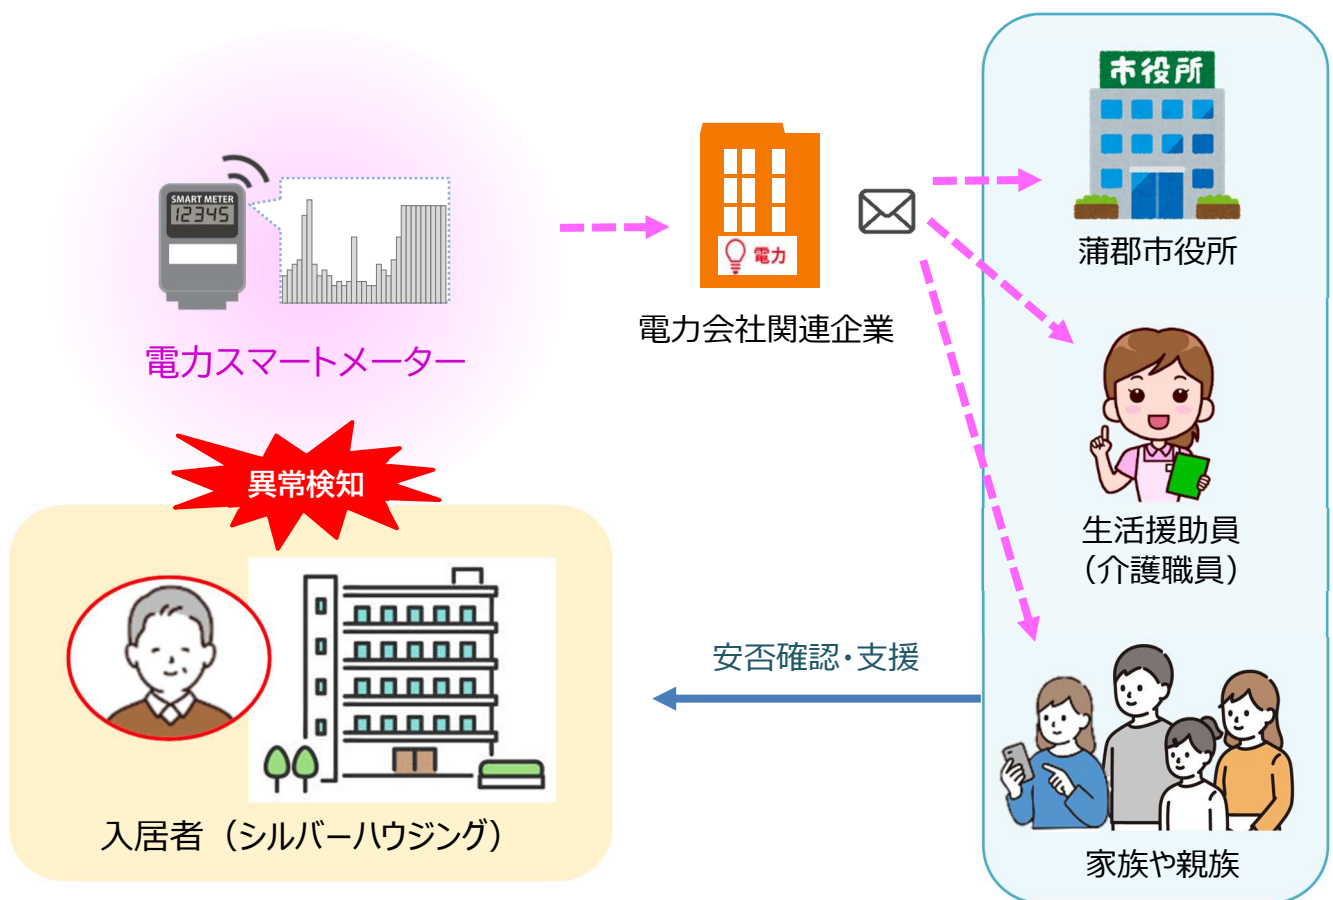 市役所
蒲郡市役所
SMART METER
12345
電力
電力会社関連企業
電力スマートメーター
異常検知
生活援助員
（介護職員）
安否確認・支援
入居者（シルバーハウジング）
家族や親族